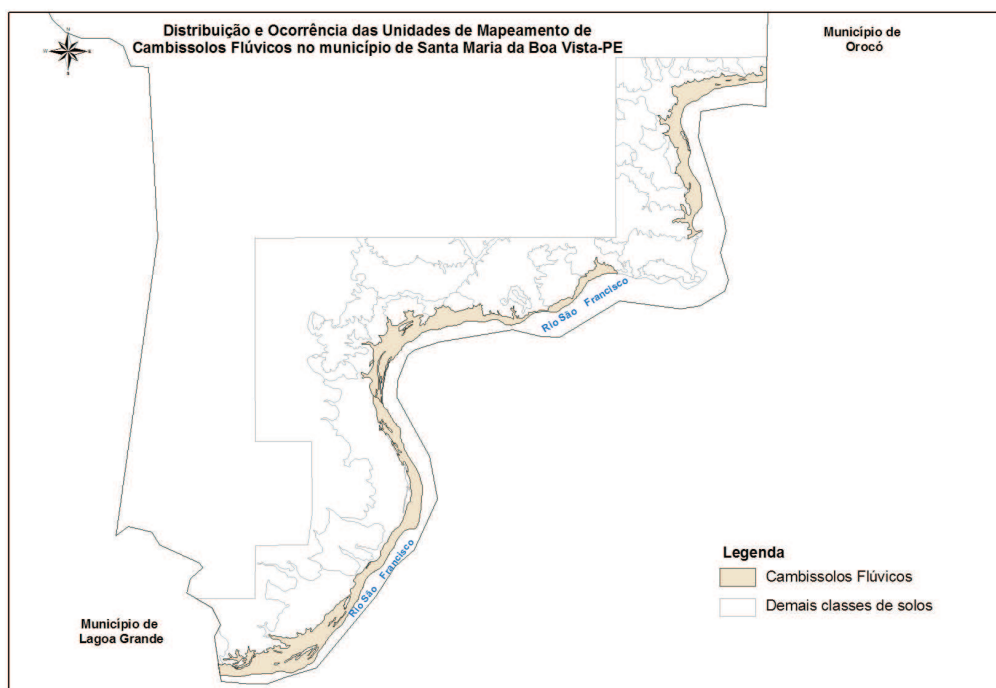 Distribuição e Ocorrência das Unidades de Mapeamento de
Cambissolos Flúvicos no município de Santa Maria da Boa Vista-PE
Município de
Orocó
Rio São Francisco
Rio São Francisco
Município de
Lagoa Grande
Legenda
Cambissolos Flúvicos
Demais classes de solos